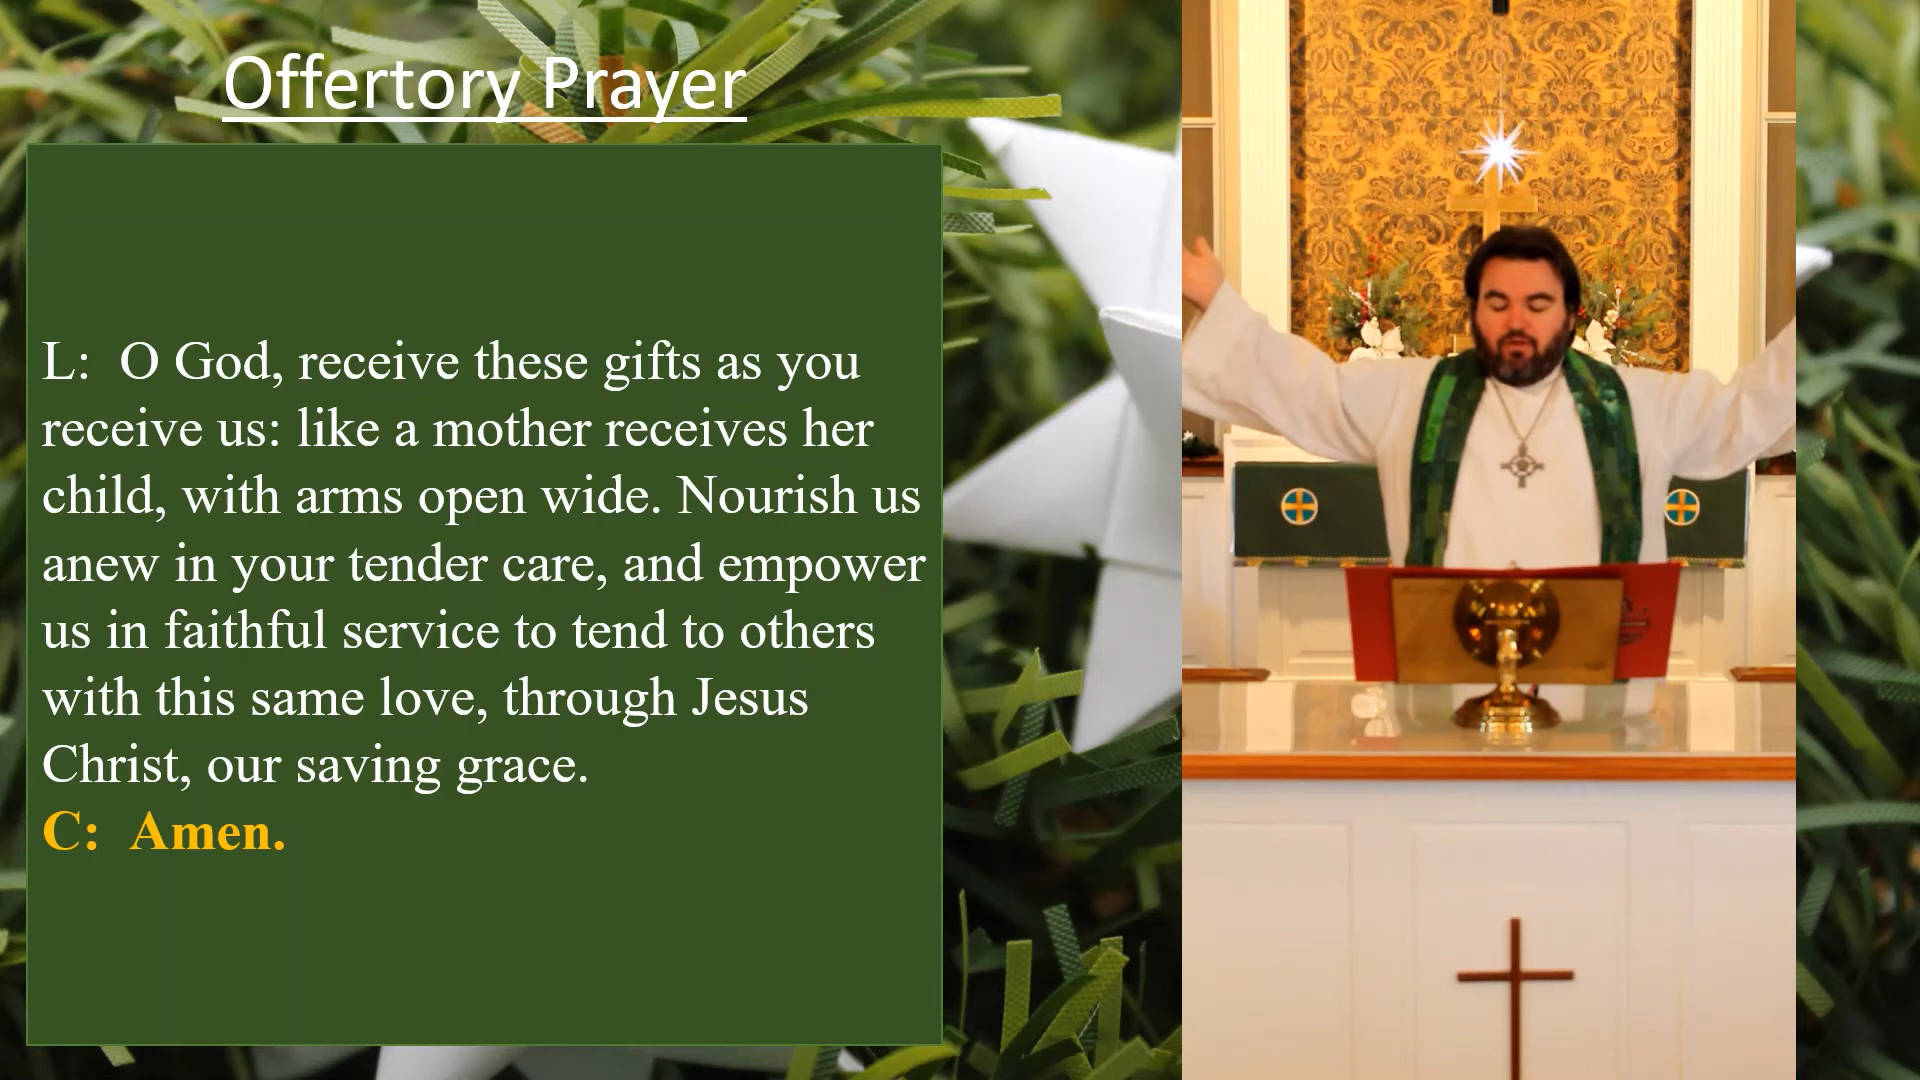 Offertory Prayer
L:  O God, receive these gifts as you
receive us: like a mother receives her
child, with arms open wide. Nourish us
anew in your tender care, and empower
us in faithful service to tend to others
with this same love, through Jesus
Christ, our saving grace.
C:  Amen.